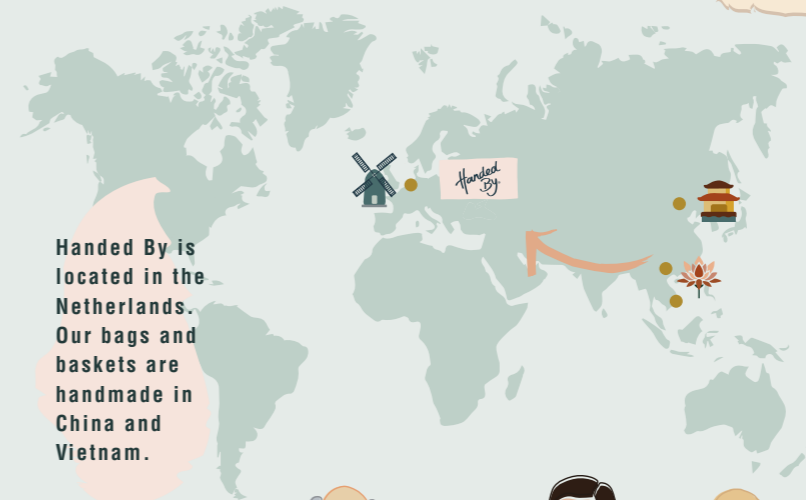 Handed
By
Handed By is
located in the
Netherlands.
Our bags and
baskets are
handmade in
China and
Vietnam.